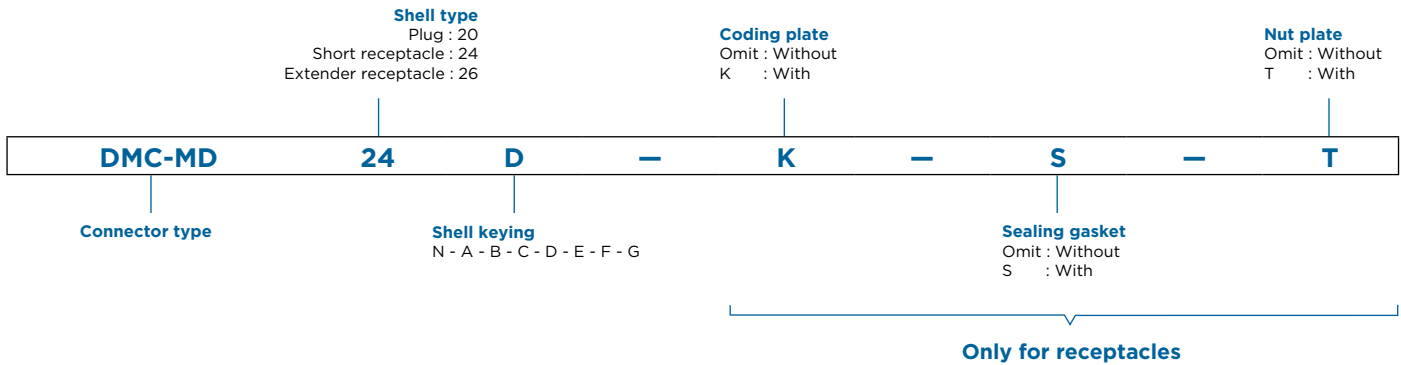 Shell type
Plug : 20
Short receptacle : 24
Extender receptacle : 26
Coding plate
Omit : Without
K : With
Nut plate
Omit : Without
T : With
DMC-MD 24 D — K — S — T
Connector type
Shell keying
N - A - B - C - D - E - F - G
Sealing gasket
Omit : Without
S : With
Only for receptacles